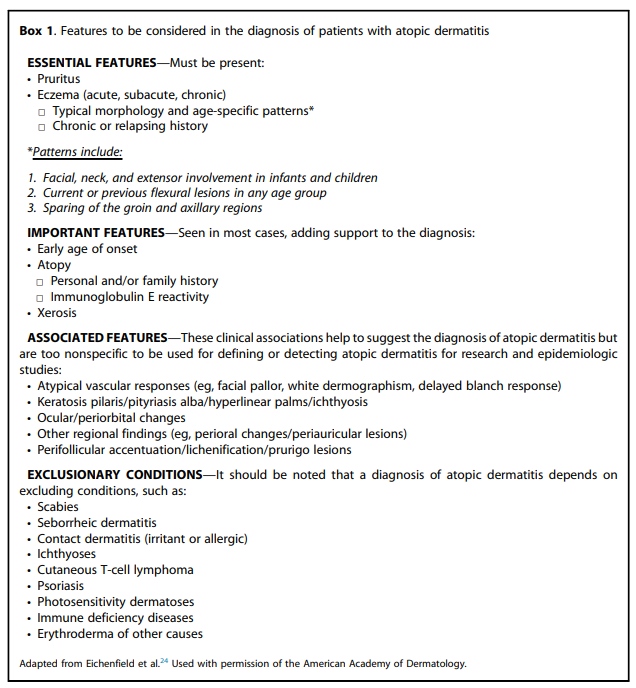 Box 1. Features to be considered in the diagnosis of patients with atopic dermatitis
ESSENTIAL FEATURES—Must be present:
• Pruritus
• Eczema (acute, subacute, chronic)
□ Typical morphology and age-specific patterns*
□ Chronic or relapsing history
*Patterns include:
1. Facial, neck, and extensor involvement in infants and children
2. Current or previous flexural lesions in any age group
3. Sparing of the groin and axillary regions
IMPORTANT FEATURES—Seen in most cases, adding support to the diagnosis:
• Early age of onset
• Atopy
□ Personal and/or family history
□ Immunoglobulin E reactivity
• Xerosis
ASSOCIATED FEATURES—These clinical associations help to suggest the diagnosis of atopic dermatitis but
are too nonspecific to be used for defining or detecting atopic dermatitis for research and epidemiologic
studies:
• Atypical vascular responses (eg, facial pallor, white dermographism, delayed blanch response)
• Keratosis pilaris/pityriasis alba/hyperlinear palms/ichthyosis
• Ocular/periorbital changes
• Other regional findings (eg, perioral changes/periauricular lesions)
• Perifollicular accentuation/lichenification/prurigo lesions
EXCLUSIONARY CONDITIONS—It should be noted that a diagnosis of atopic dermatitis depends on
excluding conditions, such as:
• Scabies
• Seborrheic dermatitis
• Contact dermatitis (irritant or allergic)
• Ichthyoses
• Cutaneous T-cell lymphoma
• Psoriasis
• Photosensitivity dermatoses
• Immune deficiency diseases
• Erythroderma of other causes
Adapted from Eichenfield et al.24 Used with permission of the American Academy of Dermatology.